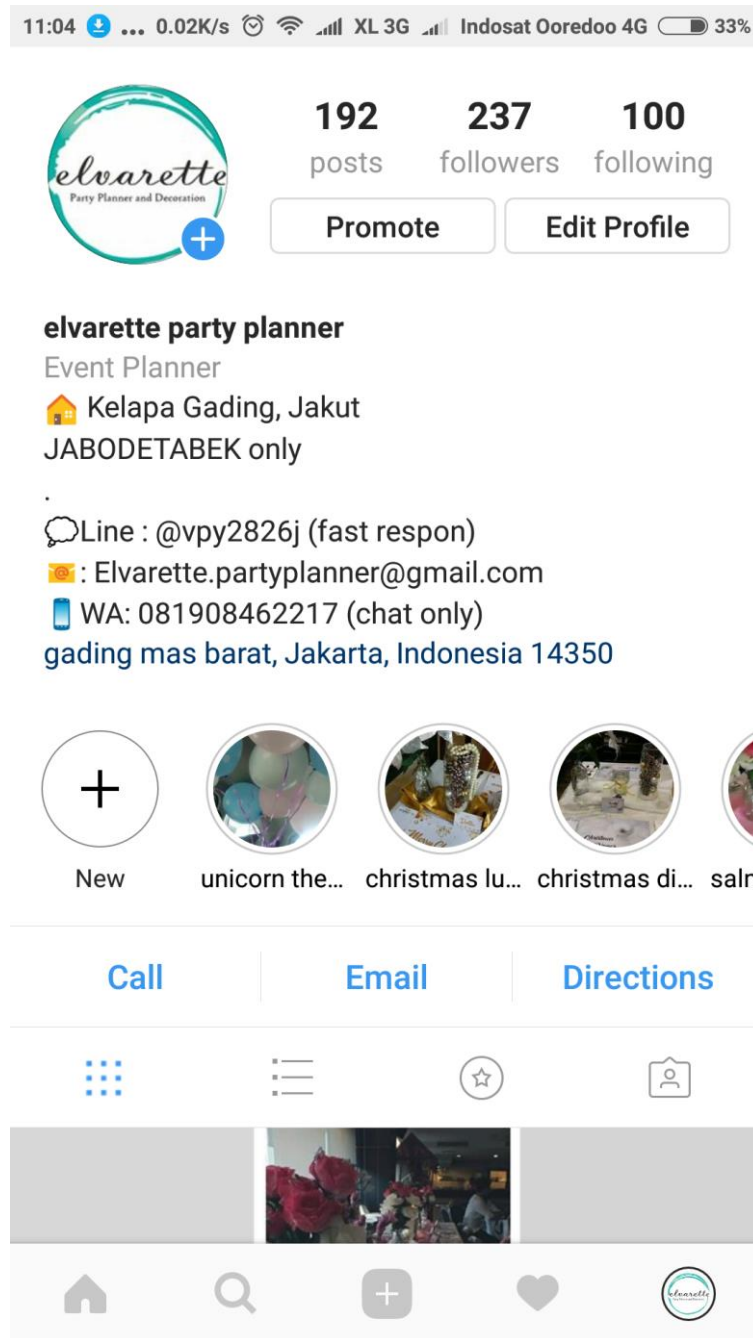 11:04 ... 0.02K/s XL 3G Indosat Ooredoo 4G 33%
192 237 100
posts followers following
elvarette
Party Planner and Decoration
Promote Edit Profile
elvarette party planner
Event Planner
Kelapa Gading, Jakut
JABODETABEK only
.
Line : @vpy2826j (fast respon)
: Elvarette.partyplanner@gmail.com
WA: 081908462217 (chat only)
gading mas barat, Jakarta, Indonesia 14350
New unicorn the... christmas lu... christmas di...
Call Email Directions
elvarette